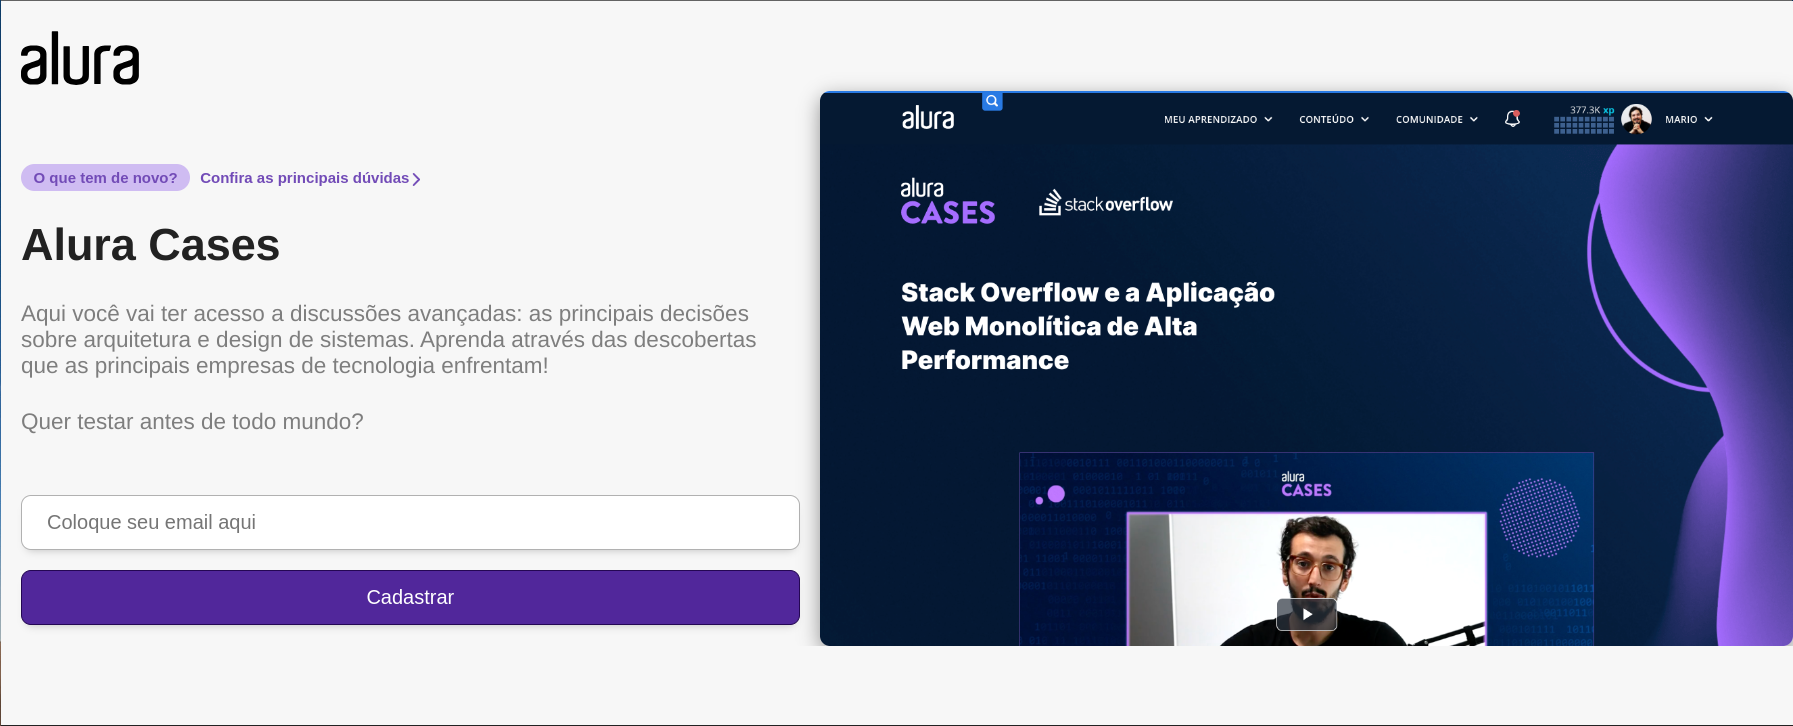 alura
O que tem de novo? Confira as principais dúvidas
Alura Cases
Aqui você vai ter acesso a discussões avançadas: as principais decisões
sobre arquitetura e design de sistemas. Aprenda através das descobertas
que as principais empresas de tecnologia enfrentam!
Quer testar antes de todo mundo?
Coloque seu email aqui
Cadastrar
alura
MEU APRENDIZADO CONTEÚDO COMUNIDADE 377.3K xp MARIO
alura
CASES
stackoverflow
Stack Overflow e a Aplicação
Web Monolítica de Alta
Performance
alura
CASES